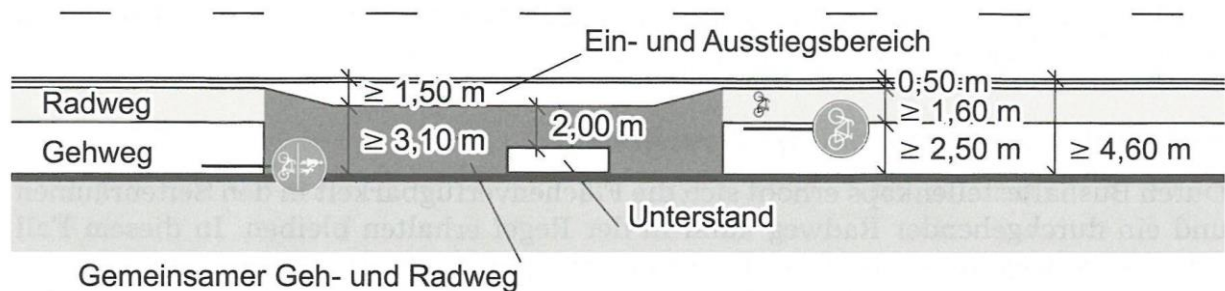 Ein- und Ausstiegsbereich
0,50 m
Radweg
≥ 1,50 m
≥ 1,60 m
2,00 m
Gehweg
≥ 3,10 m
≥ 2,50 m
≥ 4,60 m
Unterstand
Gemeinsamer Geh- und Radweg